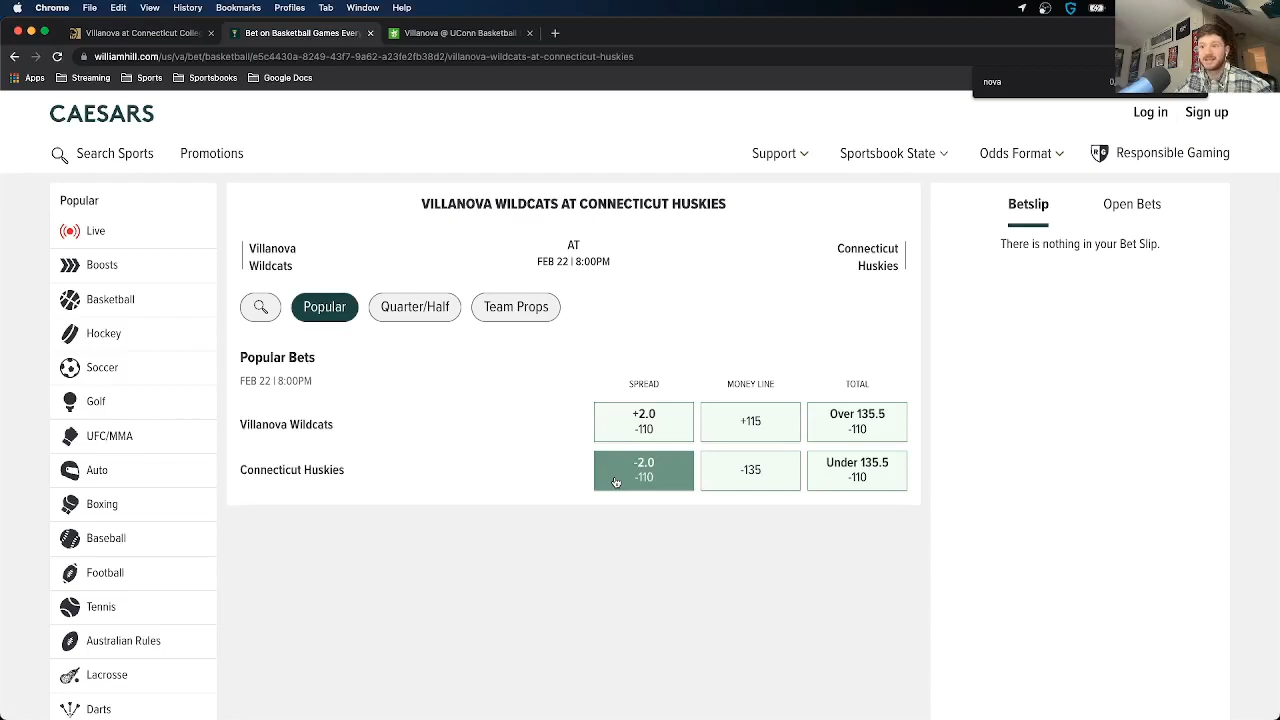 Chrome File Edit View History Bookmarks Profiles Tab Window Help
Villanova at Connecticut Colle
Bet on Basketball Games Every
Villanova @ UConn Basketball
williamhill.com/us/va/bet/basketball/e5c4430a-8249-43f7-9a62-a23fe2fb38d2/villanova-wildcats-at-connecticut-huskies
Apps Streaming Sports Sportsbooks Google Docs
nova
CAESARS
Log in Sign up
Search Sports Promotions Support Sportsbook State Odds Format RG Responsible Gaming
Popular
Live
Boosts
Basketball
Hockey
Soccer
Golf
UFC/MMA
Auto
Boxing
Baseball
Football
Tennis
Australian Rules
Lacrosse
Darts
VILLANOVA WILDCATS AT CONNECTICUT HUSKIES
Villanova
Wildcats
AT
FEB 22 | 8:00PM
Connecticut
Huskies
Popular Quarter/Half Team Props
Popular Bets
FEB 22 | 8:00PM
SPREAD MONEY LINE TOTAL
Villanova Wildcats
+2.0
-110
+115
Over 135.5
-110
Connecticut Huskies
-2.0
-110
-135
Under 135.5
-110
Betslip Open Bets
There is nothing in your Bet Slip.